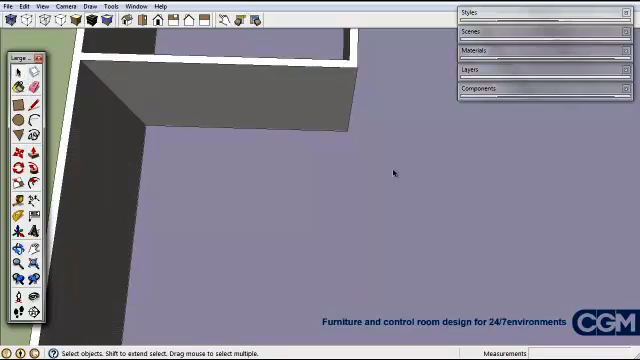 File Edit View Camera Draw Tools Window Help
Styles
Scenes
Materials
Layers
Components
Large ...
Furniture and control room design for 24/7environments
CGM
Select objects. Shift to extend select. Drag mouse to select multiple.
Measurements